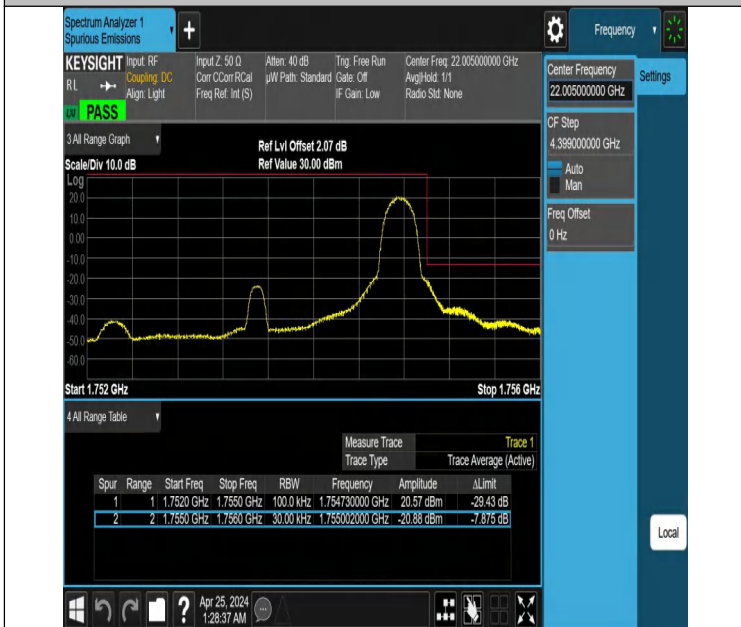 Spectrum Analyzer 1
Spurious Emissions
+
Frequency
KEYSIGHT Input: RF Input Z: 50 Ω Atten: 40 dB Trig: Free Run Center Freq: 22.005000000 GHz
RL Coupling: DC Corr CCorr RCal µW Path: Standard Gate: Off Avg|Hold: 1/1
Align: Light Freq Ref: Int (S) IF Gain: Low Radio Std: None
PASS
Center Frequency
22.005000000 GHz
Settings
CF Step
4.399000000 GHz
Auto
Man
Freq Offset
0 Hz
3 All Range Graph
Ref Lvl Offset 2.07 dB
Scale/Div 10.0 dB Ref Value 30.00 dBm
Log
20.0
10.0
0.00
-10.0
-20.0
-30.0
-40.0
-50.0
-60.0
Start 1.752 GHz Stop 1.756 GHz
4 All Range Table
Measure Trace Trace 1
Trace Type Trace Average (Active)
Spur Range Start Freq Stop Freq RBW Frequency Amplitude ∆Limit
1 1 1.7520 GHz 1.7550 GHz 100.0 kHz 1.754730000 GHz 20.57 dBm -29.43 dB
2 2 1.7550 GHz 1.7560 GHz 30.00 kHz 1.755002000 GHz -20.88 dBm -7.875 dB
Local
?
Apr 25, 2024
1:28:37 AM